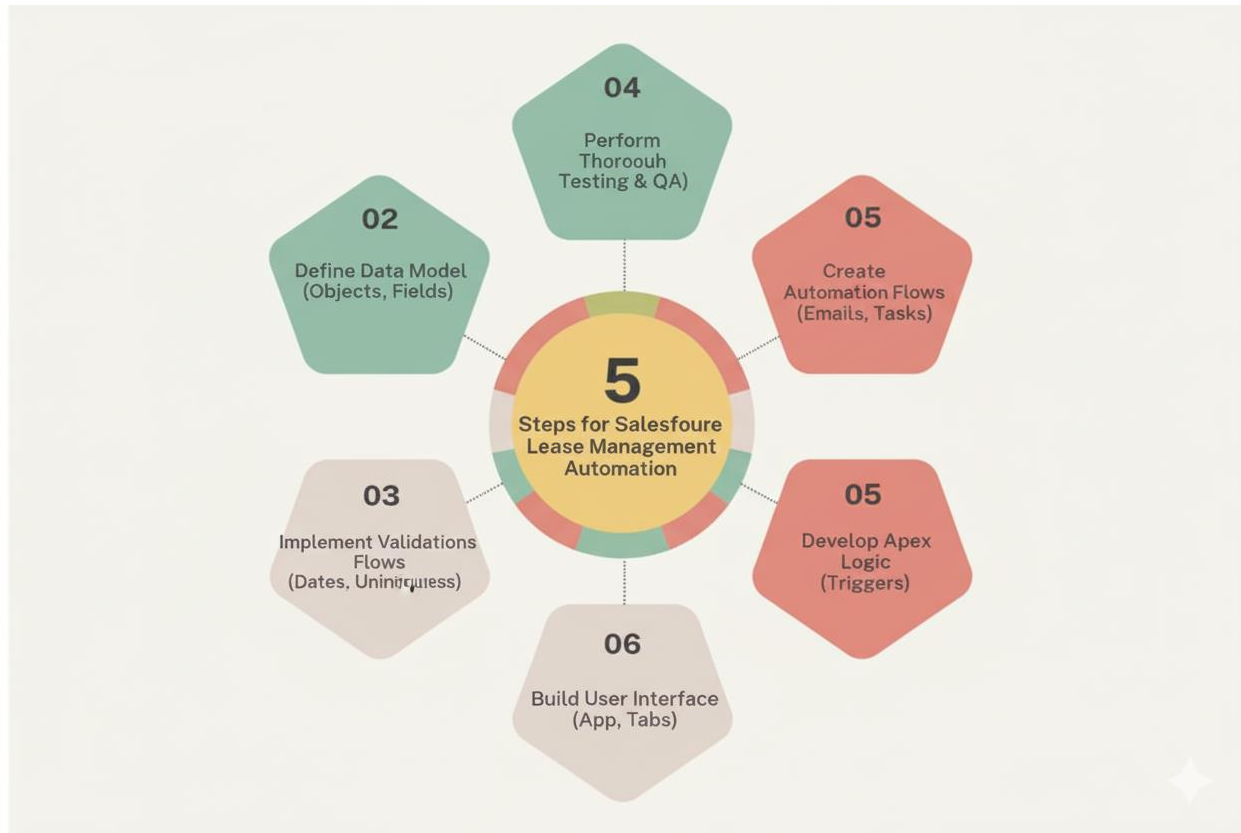 04
Perform
Thoroouh
Testing & QA)
02
Define Data Model
(Objects, Fields)
05
Create
Automation Flows
(Emails, Tasks)
5
Steps for Salesfoure
Lease Management
Automation
03
Implement Validations
Flows
(Dates,
05
Develop Apex
Logic
(Triggers)
06
Build User Interface
(App, Tabs)